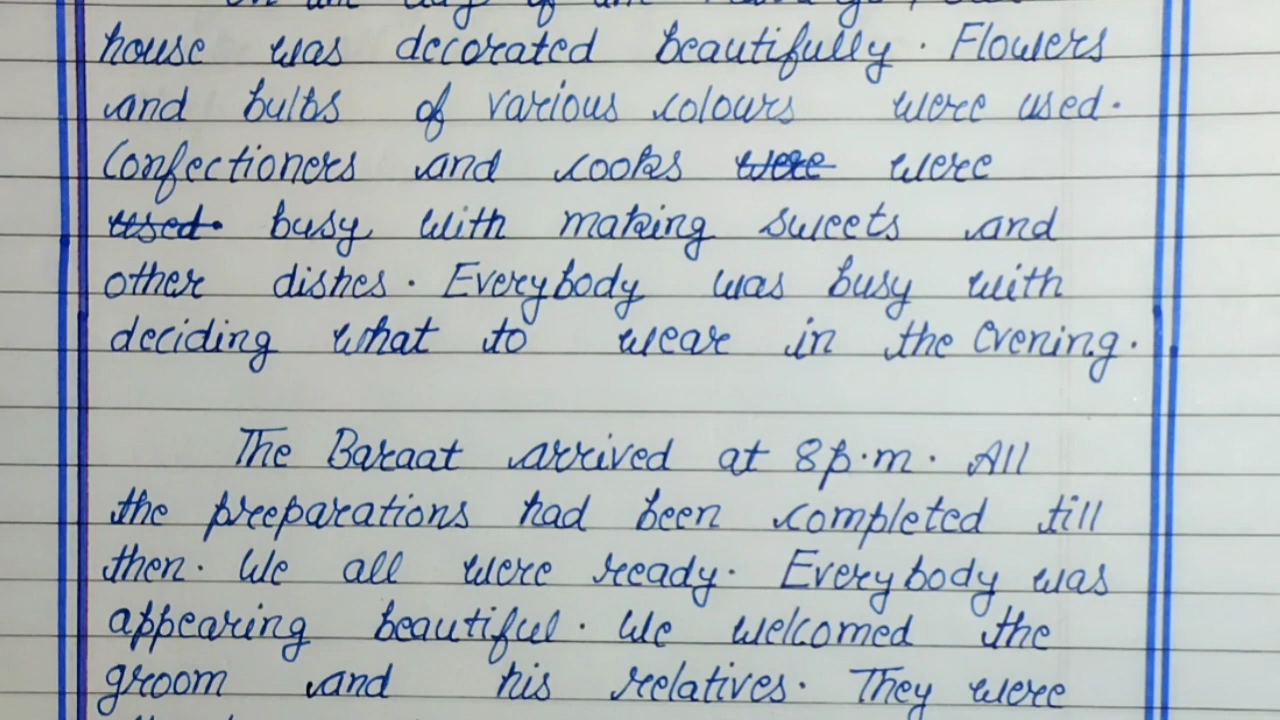 house was decorated beautifully. Flowers
and bulbs of various colours were used.
Confectioners and cooks were were
used. busy with making sweets and
other dishes. Everybody was busy with
deciding what to wear in the evening.
The Baraat arrived at 8 p.m. All
the preparations had been completed till
then. We all were ready. Everybody was
appearing beautiful. We welcomed the
groom and his relatives. They were